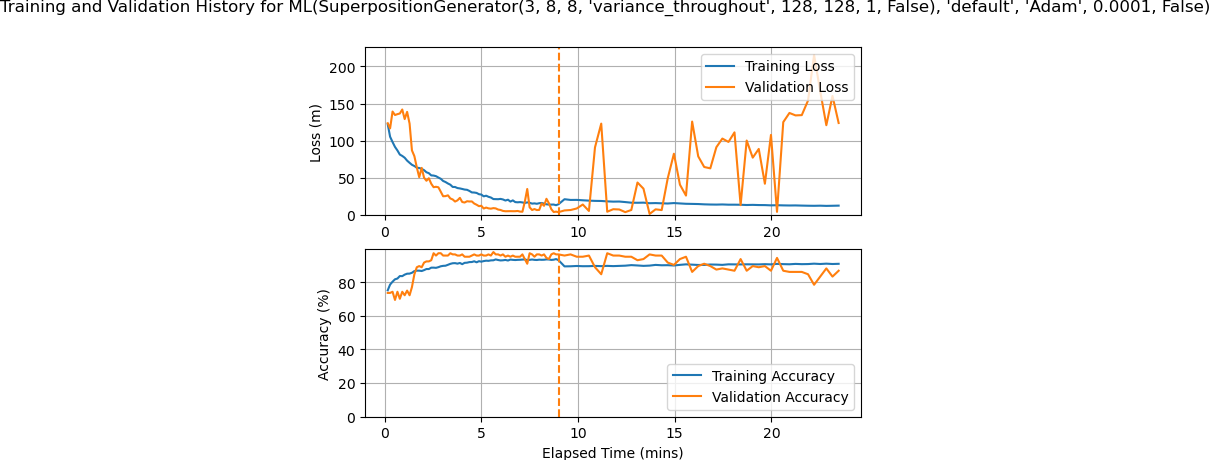 Training and Validation History for ML(SuperpositionGenerator(3, 8, 8, 'variance_throughout', 128, 128, 1, False), 'default', 'Adam', 0.0001, False)
200
150
100
50
0
Loss (m)
Training Loss
Validation Loss
0 5 10 15 20
80
60
40
20
0
Accuracy (%)
Training Accuracy
Validation Accuracy
0 5 10 15 20
Elapsed Time (mins)